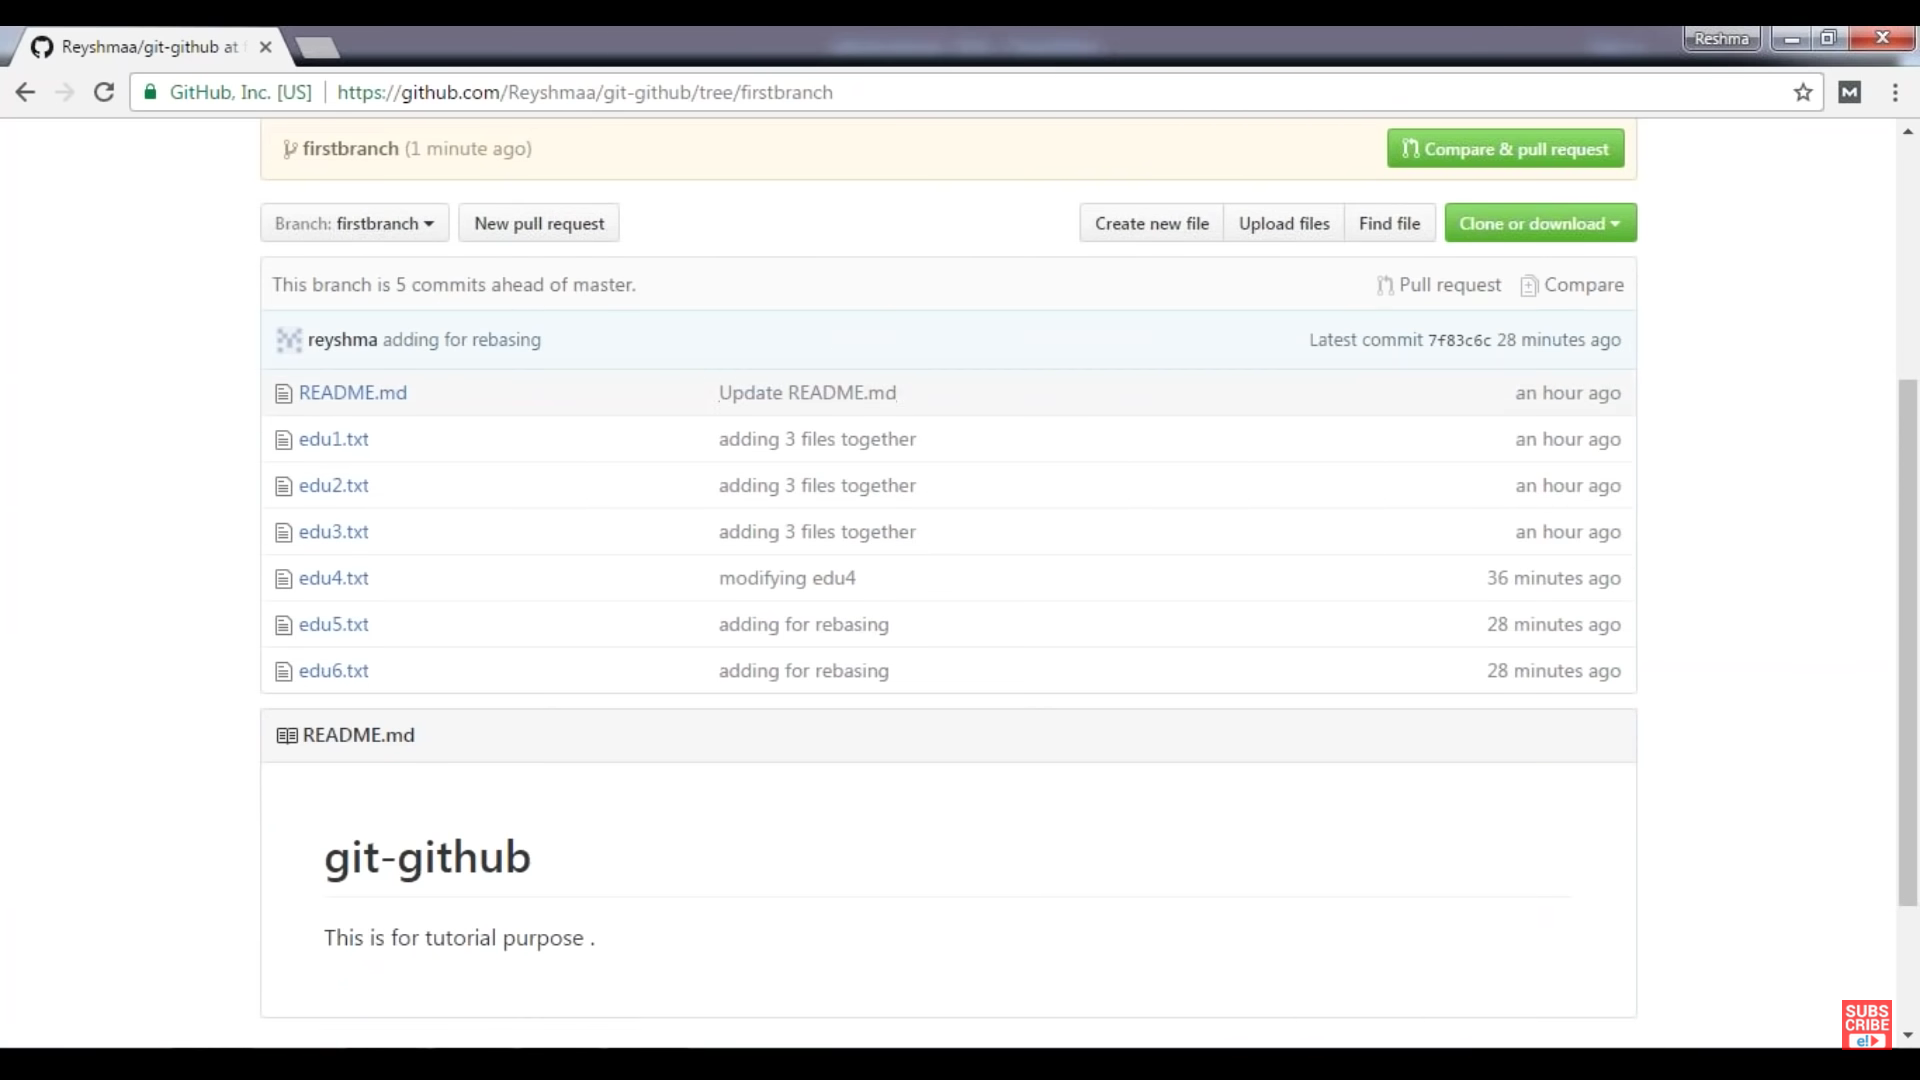 Reyshmaa/git-github at
Reshma
GitHub, Inc. [US] https://github.com/Reyshmaa/git-github/tree/firstbranch
firstbranch (1 minute ago) Compare & pull request
Branch: firstbranch New pull request Create new file Upload files Find file Clone or download
This branch is 5 commits ahead of master. Pull request Compare
reyshma adding for rebasing Latest commit 7f83c6c 28 minutes ago
README.md Update README.md an hour ago
edu1.txt adding 3 files together an hour ago
edu2.txt adding 3 files together an hour ago
edu3.txt adding 3 files together an hour ago
edu4.txt modifying edu4 36 minutes ago
edu5.txt adding for rebasing 28 minutes ago
edu6.txt adding for rebasing 28 minutes ago
README.md
git-github
This is for tutorial purpose .
SUBS
CRIBE
e!